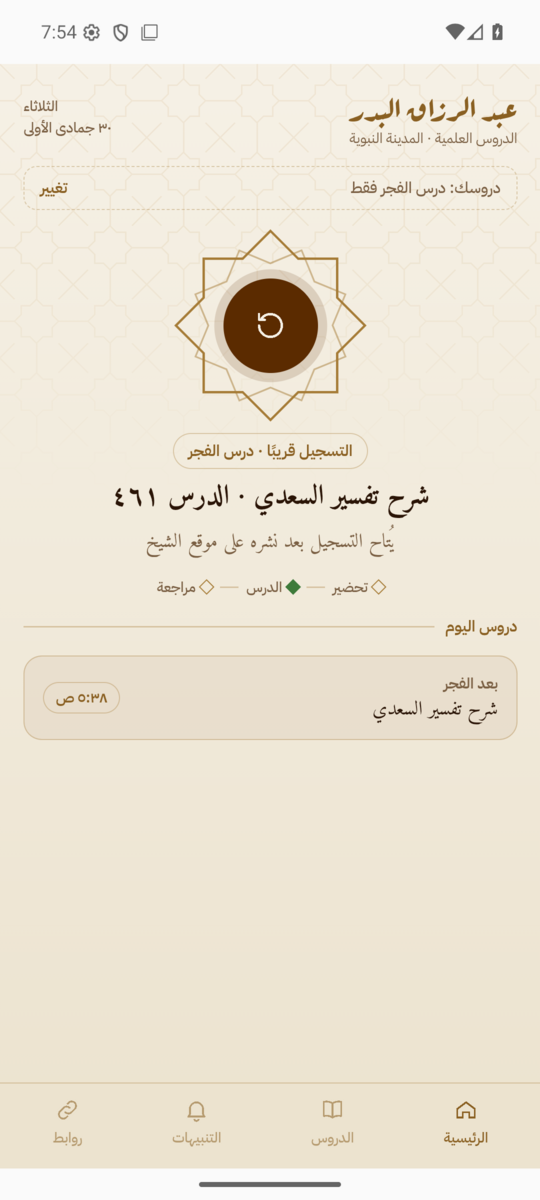 7:54
عبد الرزاق البدر
الدروس العلمية · المدينة النبوية
الثلاثاء
٣٠ جمادى الأولى
دروسك: درس الفجر فقط
تغيير
التسجيل قريبًا · درس الفجر
شرح تفسير السعدي · الدرس ٤٦١
يُتاح التسجيل بعد نشره على موقع الشيخ
تحضير
الدرس
مراجعة
دروس اليوم
بعد الفجر
شرح تفسير السعدي
٥:٣٨ ص
الرئيسية
الدروس
التنبيهات
روابط